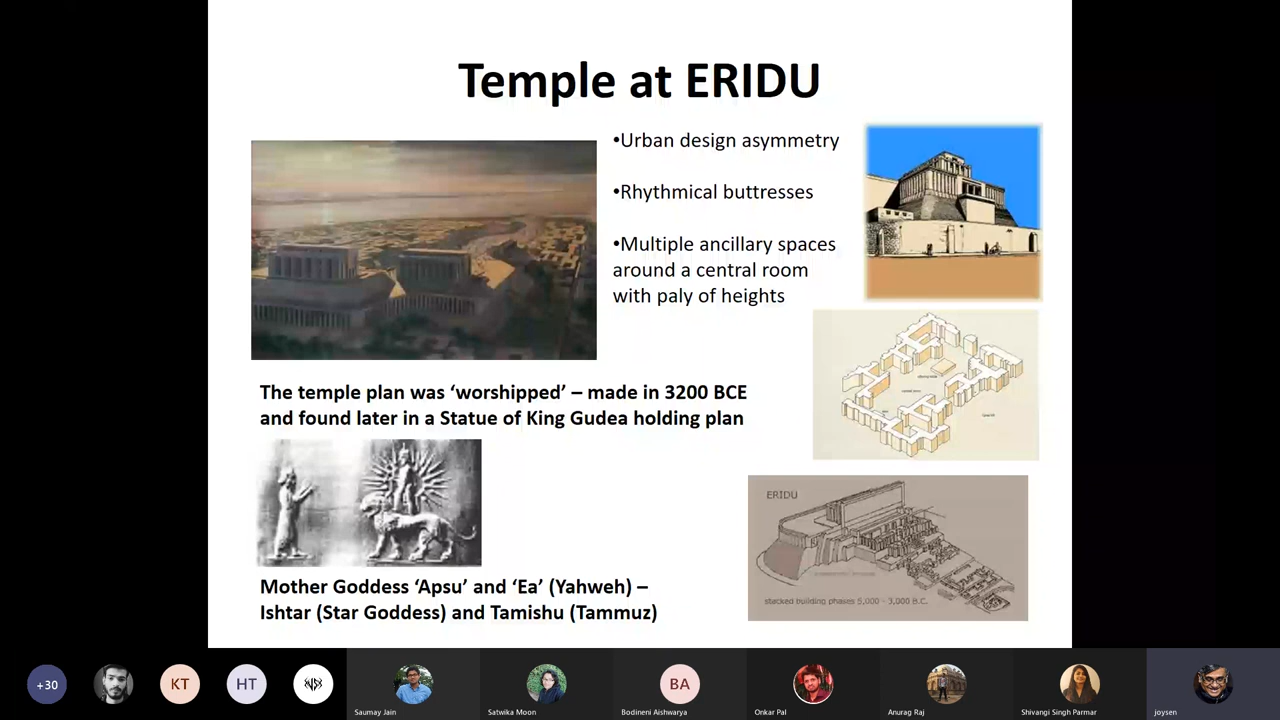 Temple at ERIDU
•Urban design asymmetry
•Rhythmical buttresses
•Multiple ancillary spaces
around a central room
with paly of heights
The temple plan was ‘worshipped’ – made in 3200 BCE
and found later in a Statue of King Gudea holding plan
ERIDU
stacked building phases 5,000 - 3,000 B.C.
Mother Goddess ‘Apsu’ and ‘Ea’ (Yahweh) –
Ishtar (Star Goddess) and Tamishu (Tammuz)
+30
KT
HT
BA
Saumay Jain
Satwika Moon
Bodineni Aishwarya
Onkar Pal
Anurag Raj
Shivangi Singh Parmar
joysen